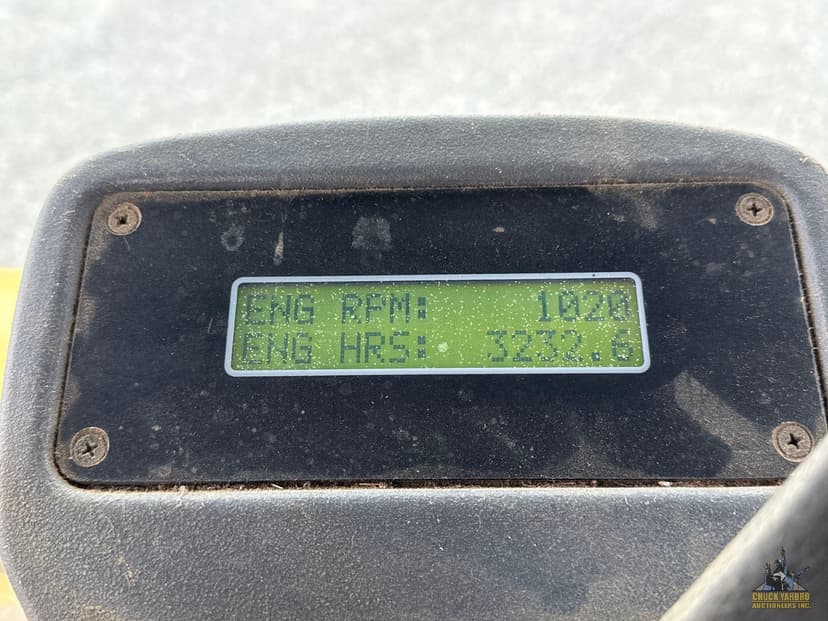 ENG RPM: 1020
ENG HRS: 3232.6
CHUCK YARBRO
AUCTIONEERS INC.